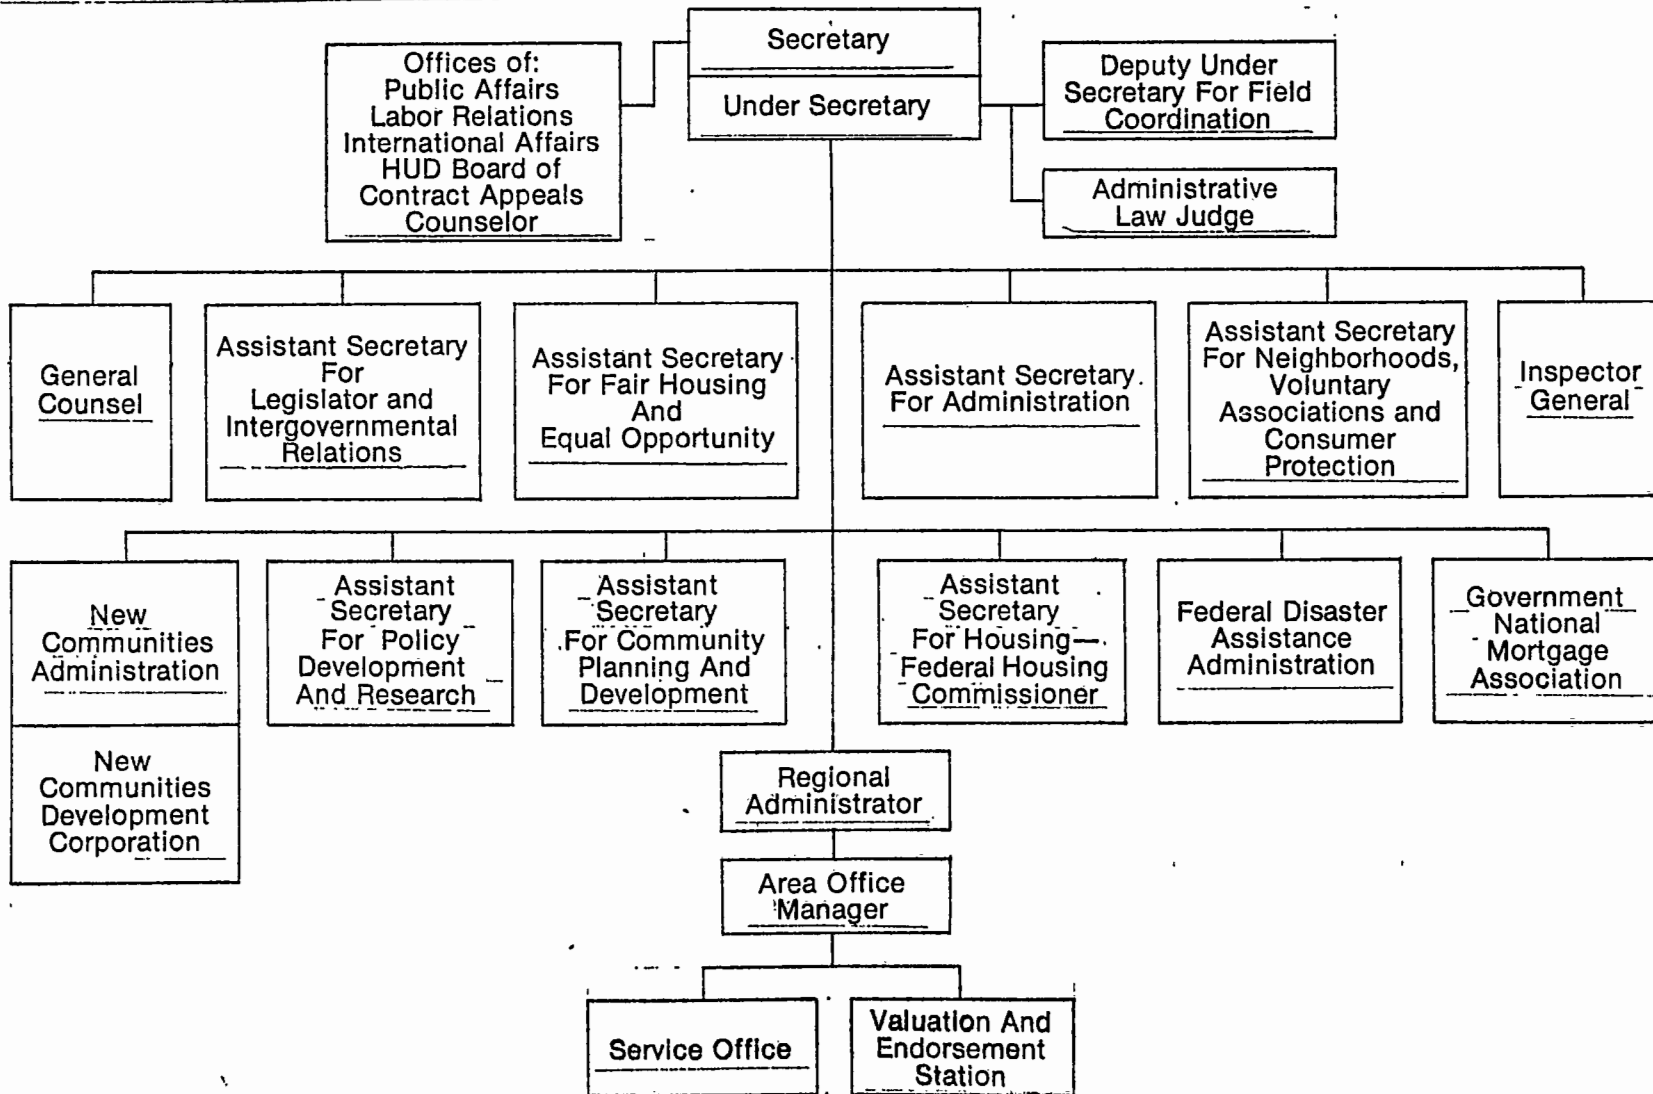 Secretary
Under Secretary
Offices of:
Public Affairs
Labor Relations
International Affairs
HUD Board of
Contract Appeals
Counselor
Deputy Under
Secretary For Field
Coordination
Administrative
Law Judge
General
Counsel
Assistant Secretary
For
Legislator and
Intergovernmental
Relations
Assistant Secretary
For Fair Housing
And
Equal Opportunity
Assistant Secretary
For Administration
Assistant Secretary
For Neighborhoods,
Voluntary
Associations and
Consumer
Protection
Inspector
General
New
Communities
Administration
New
Communities
Development
Corporation
Assistant
Secretary
For Policy
Development
And Research
Assistant
Secretary
For Community
Planning And
Development
Assistant
Secretary
For Housing—
Federal Housing
Commissioner
Federal Disaster
Assistance
Administration
Government
National
Mortgage
Association
Regional
Administrator
Area Office
Manager
Service Office
Valuation And
Endorsement
Station